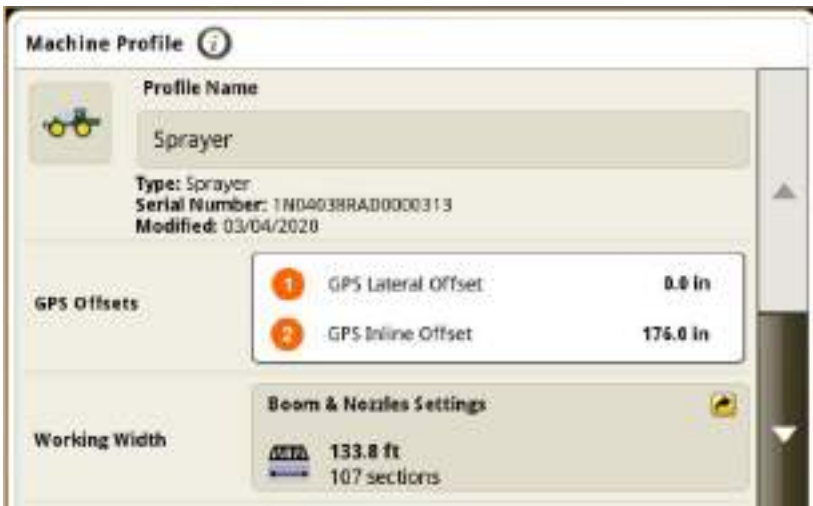 Machine Profile
Profile Name
Sprayer
Type: Sprayer
Serial Number: 1N04038RAD0000313
Modified: 03/04/2020
GPS Offsets
1 GPS Lateral Offset 0.0 in
2 GPS Inline Offset 176.0 in
Working Width
Boom & Nozzles Settings
133.8 ft
107 sections